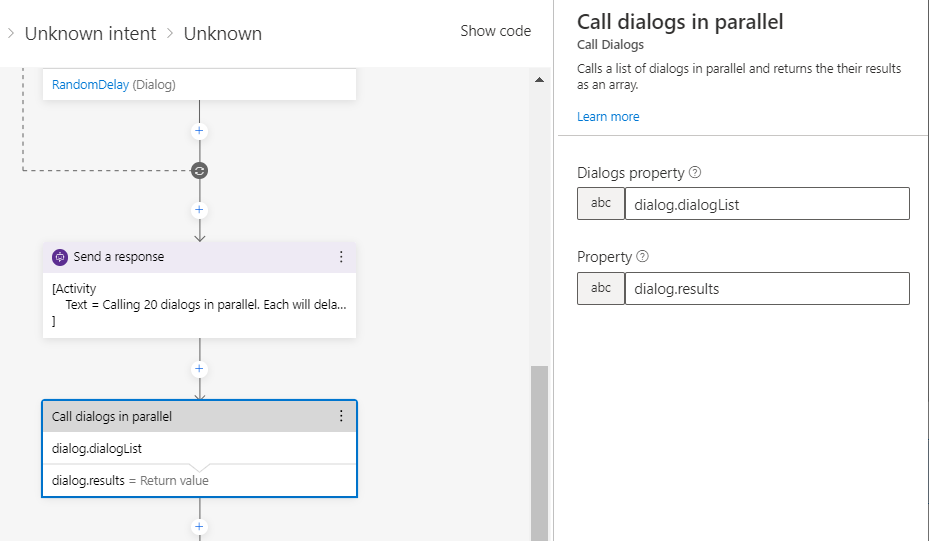 Unknown intent > Unknown
Show code
RandomDelay (Dialog)
Send a response
[Activity
Text = Calling 20 dialogs in parallel. Each will dela...
]
Call dialogs in parallel
dialog.dialogList
dialog.results = Return value
Call dialogs in parallel
Call Dialogs
Calls a list of dialogs in parallel and returns the their results
as an array.
Learn more
Dialogs property
abc dialog.dialogList
Property
abc dialog.results